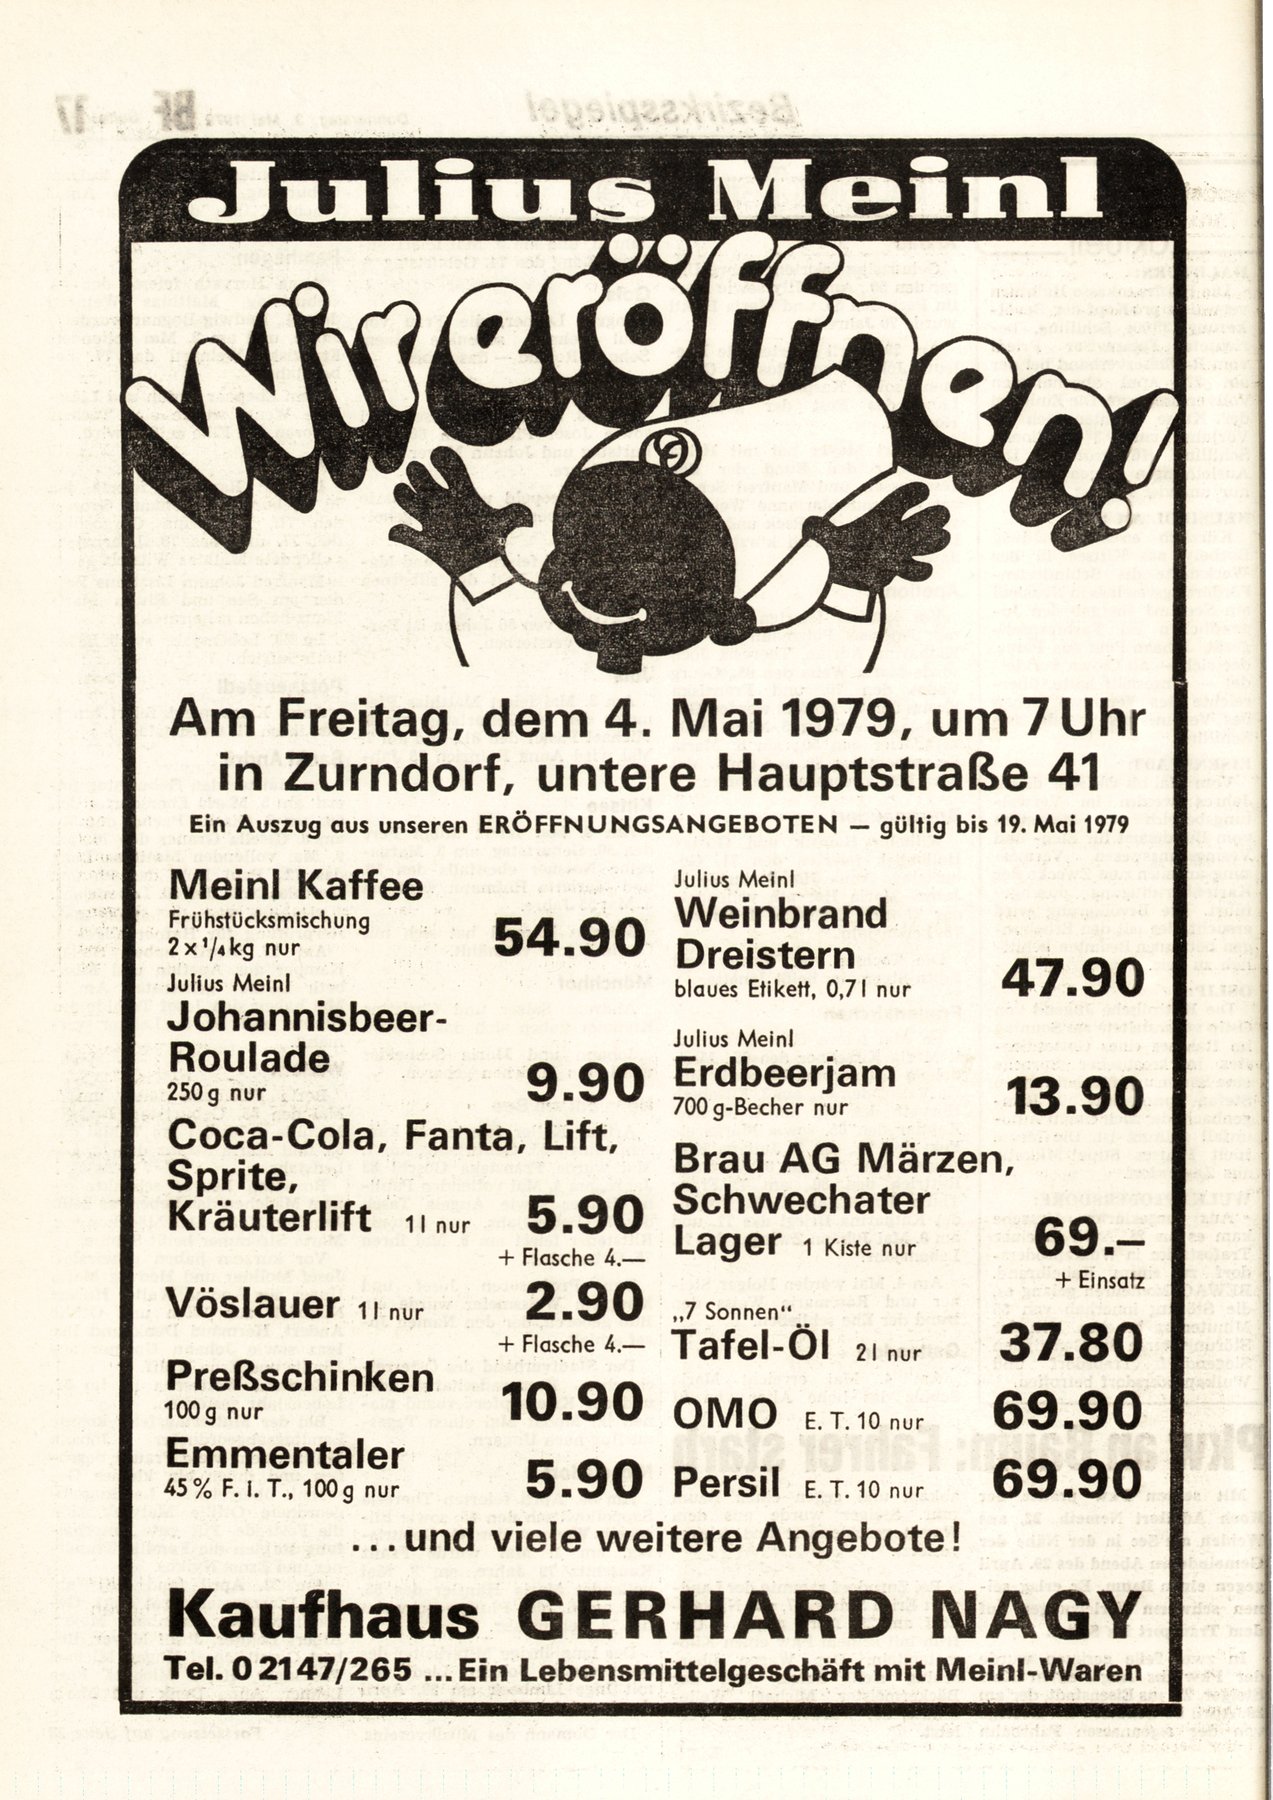 Julius Meinl
Wir eröffnen!
Am Freitag, dem 4. Mai 1979, um 7 Uhr
in Zurndorf, untere Hauptstraße 41
Ein Auszug aus unseren ERÖFFNUNGSANGEBOTEN — gültig bis 19. Mai 1979
Meinl Kaffee
Frühstücksmischung
2 x 1/4 kg nur 54.90
Julius Meinl
Johannisbeer-
Roulade
250 g nur 9.90
Coca-Cola, Fanta, Lift,
Sprite,
Kräuterlift 1 l nur 5.90
+ Flasche 4.—
Vöslauer 1 l nur 2.90
+ Flasche 4.—
Preßschinken
100 g nur 10.90
Emmentaler
45 % F. i. T., 100 g nur 5.90
Julius Meinl
Weinbrand
Dreistern
blaues Etikett, 0,7 l nur 47.90
Julius Meinl
Erdbeerjam
700 g-Becher nur 13.90
Brau AG Märzen,
Schwechater
Lager 1 Kiste nur 69.—
+ Einsatz
„7 Sonnen“
Tafel-Öl 2 l nur 37.80
OMO E. T. 10 nur 69.90
Persil E. T. 10 nur 69.90
...und viele weitere Angebote!
Kaufhaus GERHARD NAGY
Tel. 0 21 47/265 ...Ein Lebensmittelgeschäft mit Meinl-Waren